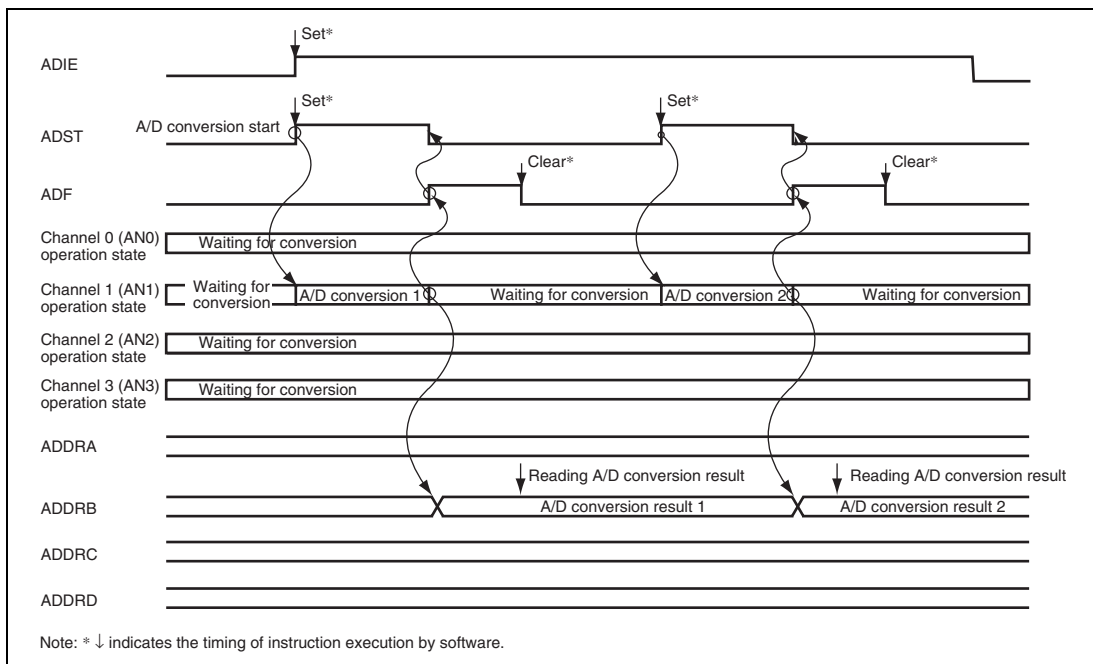 Set*
ADIE
Set*
Set*
A/D conversion start
ADST
Clear*
Clear*
ADF
Channel 0 (AN0)
operation state
Waiting for conversion
Channel 1 (AN1)
operation state
Waiting for
conversion
A/D conversion 1
Waiting for conversion
A/D conversion 2
Waiting for conversion
Channel 2 (AN2)
operation state
Waiting for conversion
Channel 3 (AN3)
operation state
Waiting for conversion
ADDRA
Reading A/D conversion result
Reading A/D conversion result
ADDRB
A/D conversion result 1
A/D conversion result 2
ADDRC
ADDRD
Note: * ↓ indicates the timing of instruction execution by software.